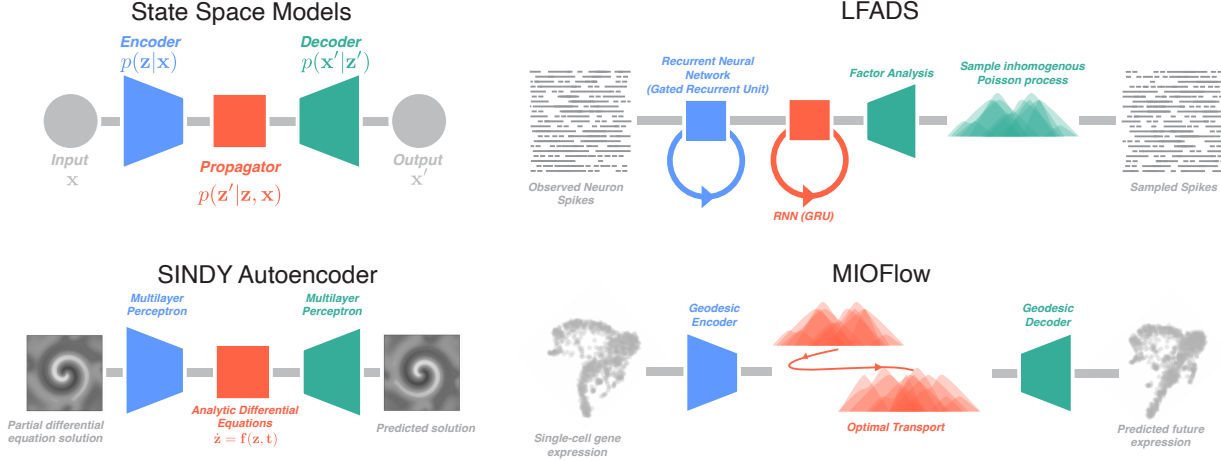 State Space Models
Encoder
p(z|x)
Decoder
p(x′|z′)
Input
x
Propagator
p(z′|z, x)
Output
x′
LFADS
Recurrent Neural
Network
(Gated Recurrent Unit)
Factor Analysis
Sample inhomogenous
Poisson process
Observed Neuron
Spikes
RNN (GRU)
Sampled Spikes
SINDY Autoencoder
Multilayer
Perceptron
Multilayer
Perceptron
Partial differential
equation solution
Analytic Differential
Equations
ż = f(z, t)
Predicted solution
MIOFlow
Geodesic
Encoder
Geodesic
Decoder
Single-cell gene
expression
Optimal Transport
Predicted future
expression